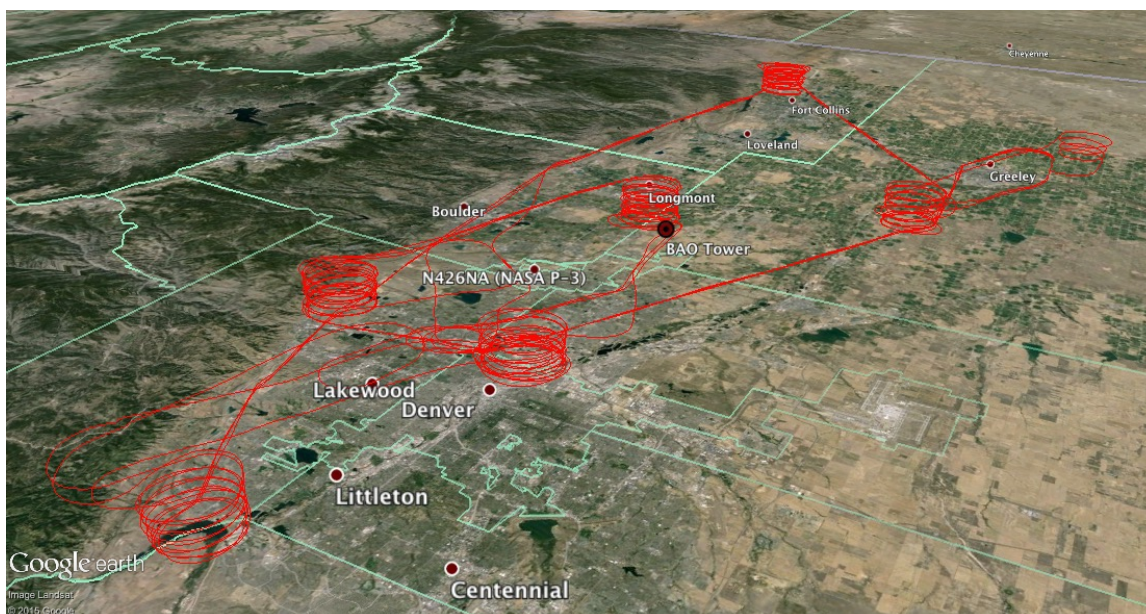 Cheyenne
Fort Collins
Loveland
Greeley
Longmont
Boulder
BAO Tower
N426NA (NASA P-3)
Lakewood
Denver
Littleton
Google earth
Centennial
Image Landsat
© 2015 Google